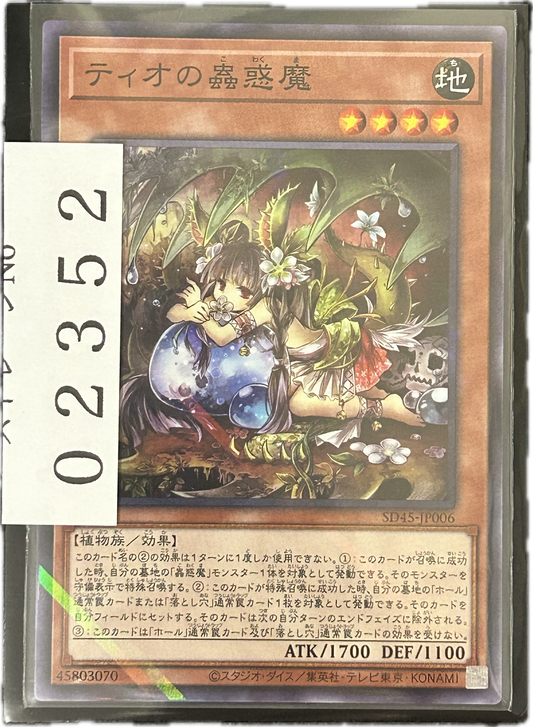 ティオの蟲惑魔
地
No
02352
SD45-JP006
【植物族／効果】
このカード名の②の効果は1ターンに1度しか使用できない。①：このカードが召喚に成功
した時、自分の墓地の「蟲惑魔」モンスター1体を対象として発動できる。そのモンスターを
守備表示で特殊召喚する。②：このカードが特殊召喚に成功した時、自分の墓地の「ホール」
通常罠カードまたは「落とし穴」通常罠カード1枚を対象として発動できる。そのカードを
自分フィールドにセットする。そのカードは次の自分ターンのエンドフェイズに除外される。
③：このカードは「ホール」通常罠カード及び「落とし穴」通常罠カードの効果を受けない。
ATK/1700 DEF/1100
45803070
©スタジオ・ダイス／集英社・テレビ東京・KONAMI